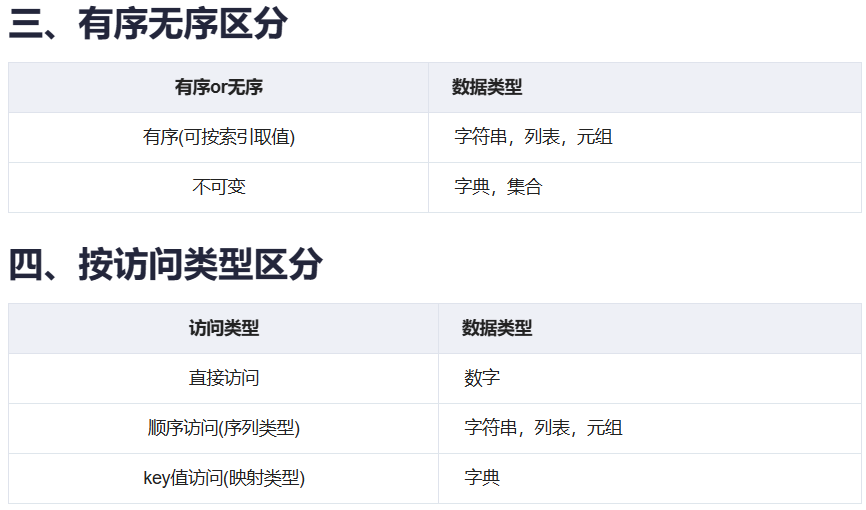 三、有序无序区分
有序or无序 数据类型
有序(可按索引取值) 字符串，列表，元组
不可变 字典，集合
四、按访问类型区分
访问类型 数据类型
直接访问 数字
顺序访问(序列类型) 字符串，列表，元组
key值访问(映射类型) 字典